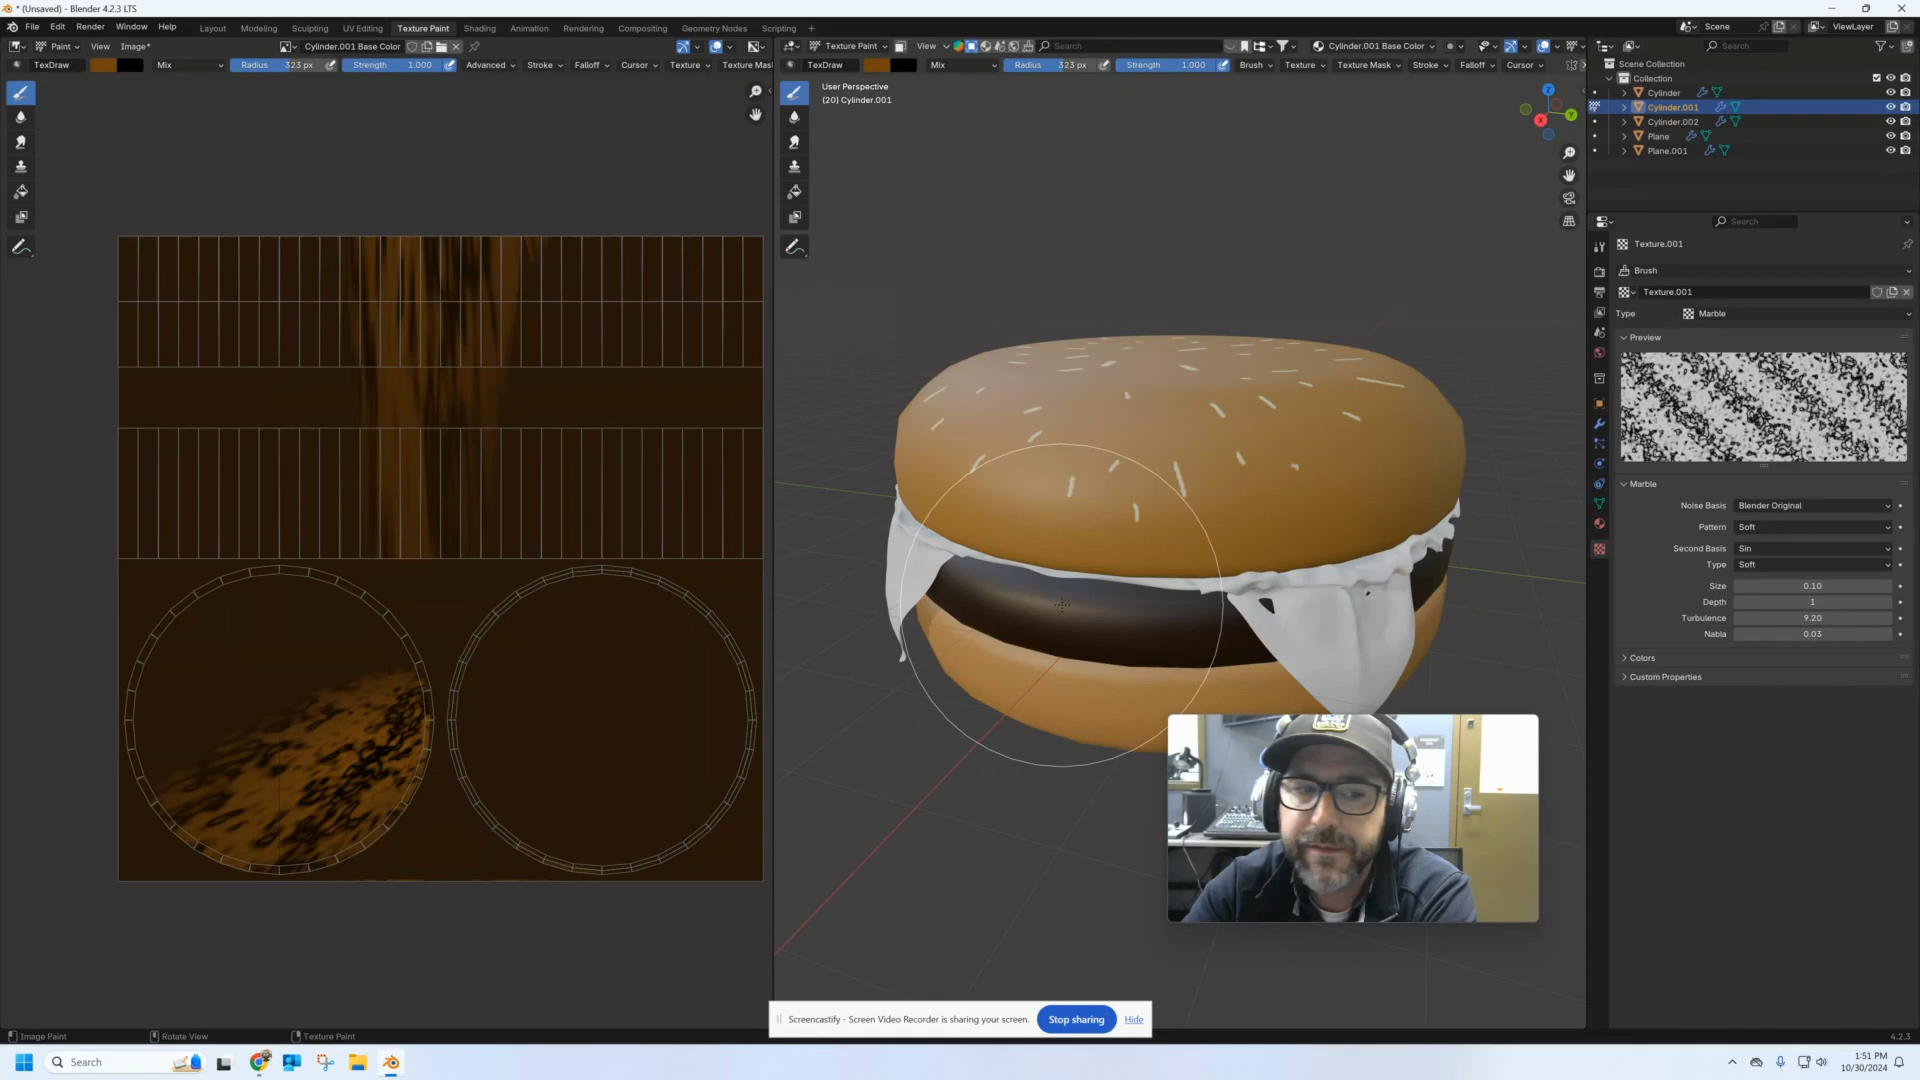 * (Unsaved) - Blender 4.2.3 LTS
File Edit Render Window Help Layout Modeling Sculpting UV Editing Texture Paint Shading Animation Rendering Compositing Geometry Nodes Scripting + Scene ViewLayer
Paint View Image* Cylinder.001 Base Color Texture Paint View Search Cylinder.001 Base Color Search
TexDraw Mix Radius 323 px Strength 1.000 Advanced Stroke Falloff Cursor Texture Texture Mas TexDraw Mix Radius 323 px Strength 1.000 Brush Texture Texture Mask Stroke Falloff Cursor
User Perspective
(20) Cylinder.001
Z
Y
X
Scene Collection
Collection
Cylinder
Cylinder.001
Cylinder.002
Plane
Plane.001
Search
Texture.001
Brush
Texture.001
Type Marble
Preview
Marble
Noise Basis Blender Original
Pattern Soft
Second Basis Sin
Type Soft
Size 0.10
Depth 1
Turbulence 9.20
Nabla 0.03
Colors
Custom Properties
Screencastify - Screen Video Recorder is sharing your screen. Stop sharing Hide
Image Paint Rotate View Texture Paint 4.2.3
Search
1:51 PM
10/30/2024